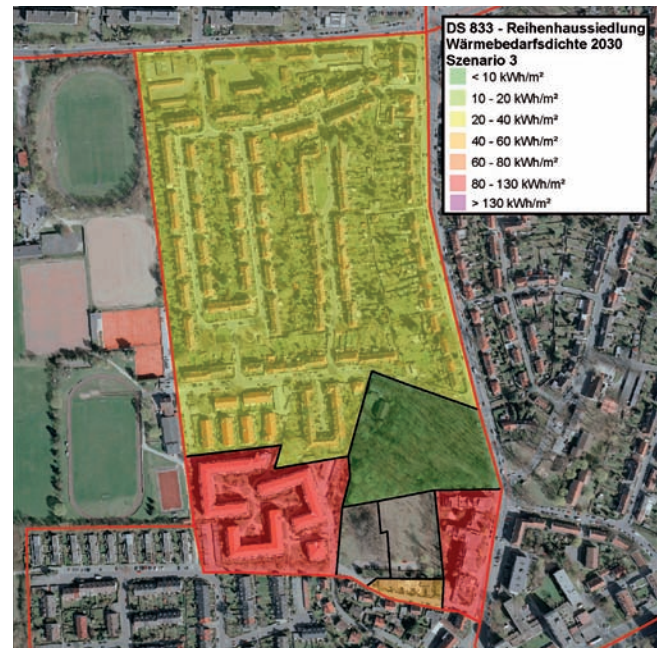 DS 833 - Reihenhaussiedlung
Wärmebedarfsdichte 2030
Szenario 3
< 10 kWh/m²
10 - 20 kWh/m²
20 - 40 kWh/m²
40 - 60 kWh/m²
60 - 80 kWh/m²
80 - 130 kWh/m²
> 130 kWh/m²